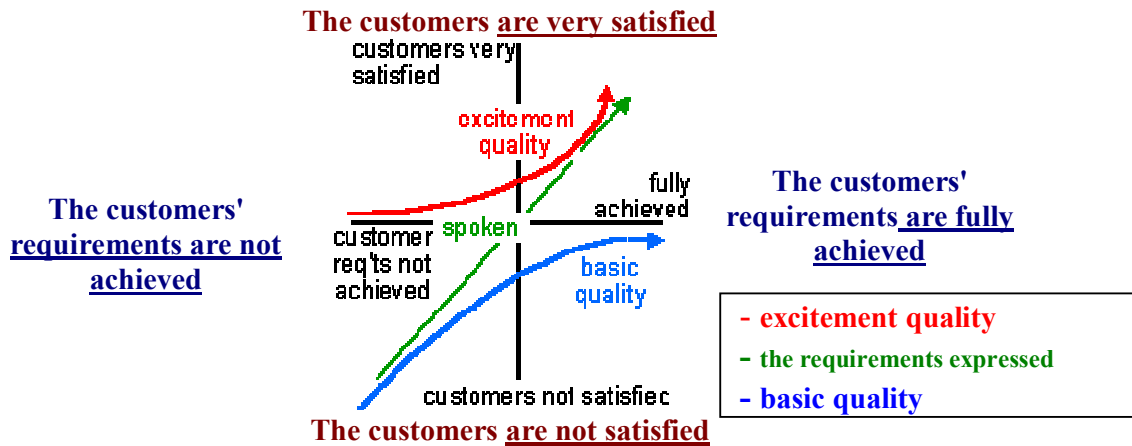 The customers are very satisfied
customers very
satisfied
excitement
quality
The customers'
requirements are not
achieved
fully
achieved
The customers'
requirements are fully
achieved
spoken
customer
req'ts not
achieved
basic
quality
- excitement quality
- the requirements expressed
- basic quality
customers not satisfied
The customers are not satisfied